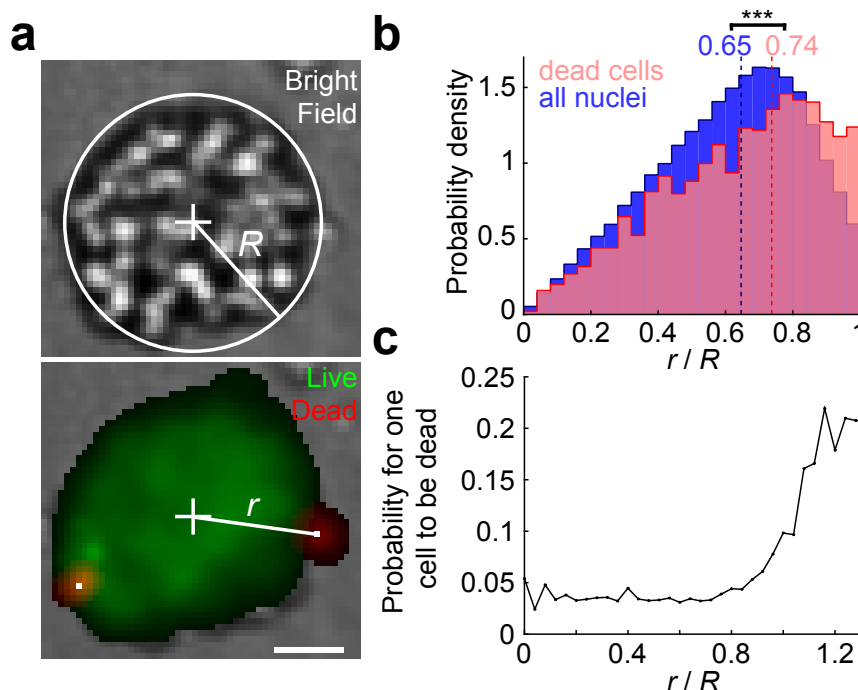 a
Bright
Field
R
Live
Dead
r
b
***
0.65 0.74
dead cells
all nuclei
Probability density
1.5
1
0.5
0
0 0.2 0.4 0.6 0.8 1
r / R
c
Probability for one
cell to be dead
0.25
0.2
0.15
0.1
0.05
0
0 0.4 0.8 1.2
r / R